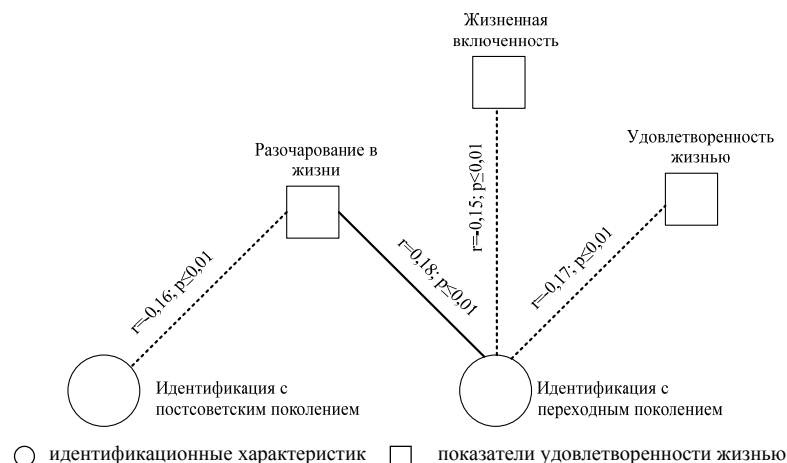 Жизненная
включенность
Удовлетворенность
жизнью
Разочарование в
жизни
r=-0,16; p≤0,01
r=0,18; p≤0,01
r=-0,15; p≤0,01
r=-0,17; p≤0,01
Идентификация с
постсоветским поколением
Идентификация с
переходным поколением
идентификационные характеристик
показатели удовлетворенности жизнью